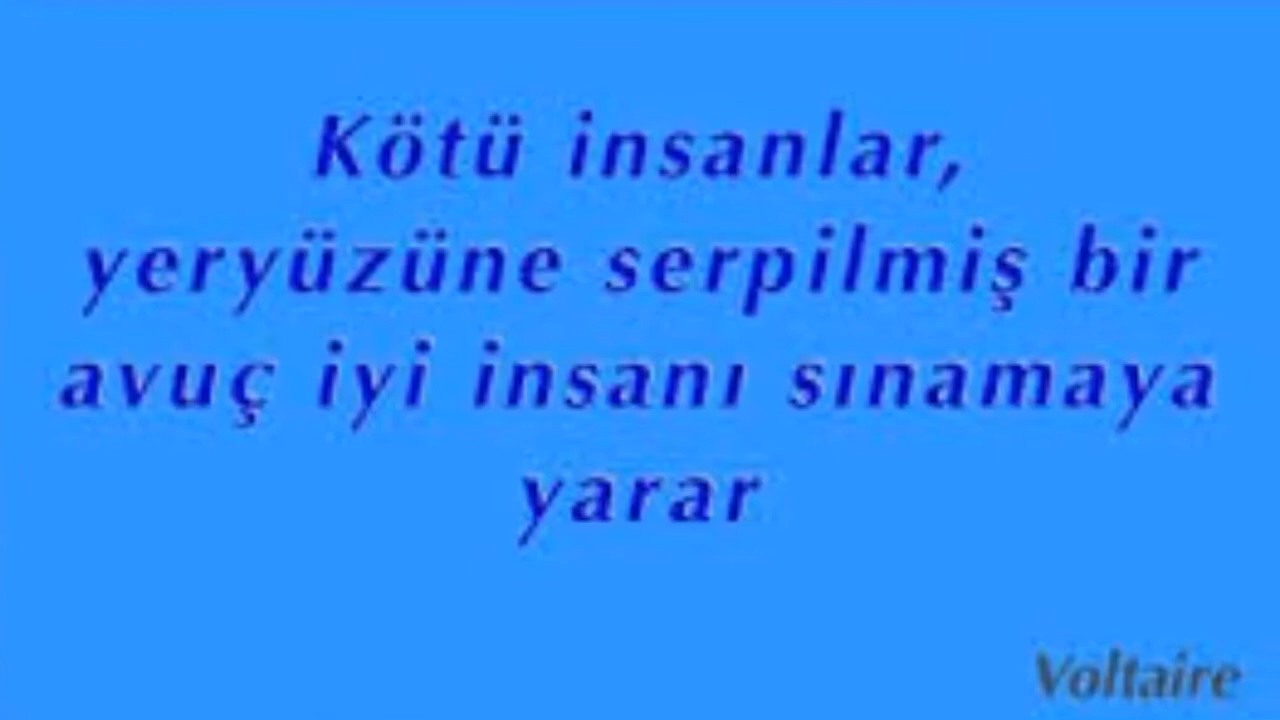 Kötü insanlar,
yeryüzüne serpilmiş bir
avuç iyi insanı sınamaya
yarar
Voltaire